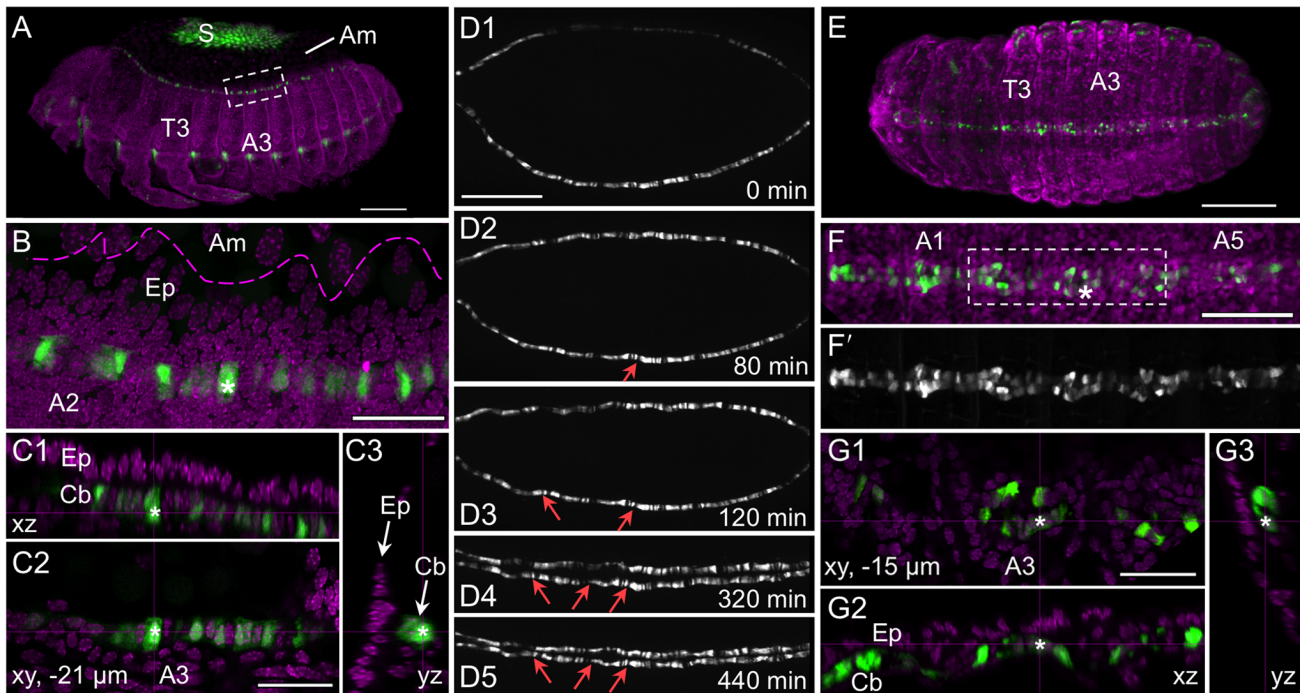 A
S
Am
T3
A3
B
Am
Ep
A2
*
C1
Ep
Cb
*
xz
C2
*
xy, -21 µm
A3
C3
Ep
Cb
*
yz
D1
0 min
D2
80 min
D3
120 min
D4
320 min
D5
440 min
E
T3
A3
F
A1
A5
*
F′
G1
*
A3
xy, -15 µm
G2
Ep
*
Cb
xz
G3
*
yz